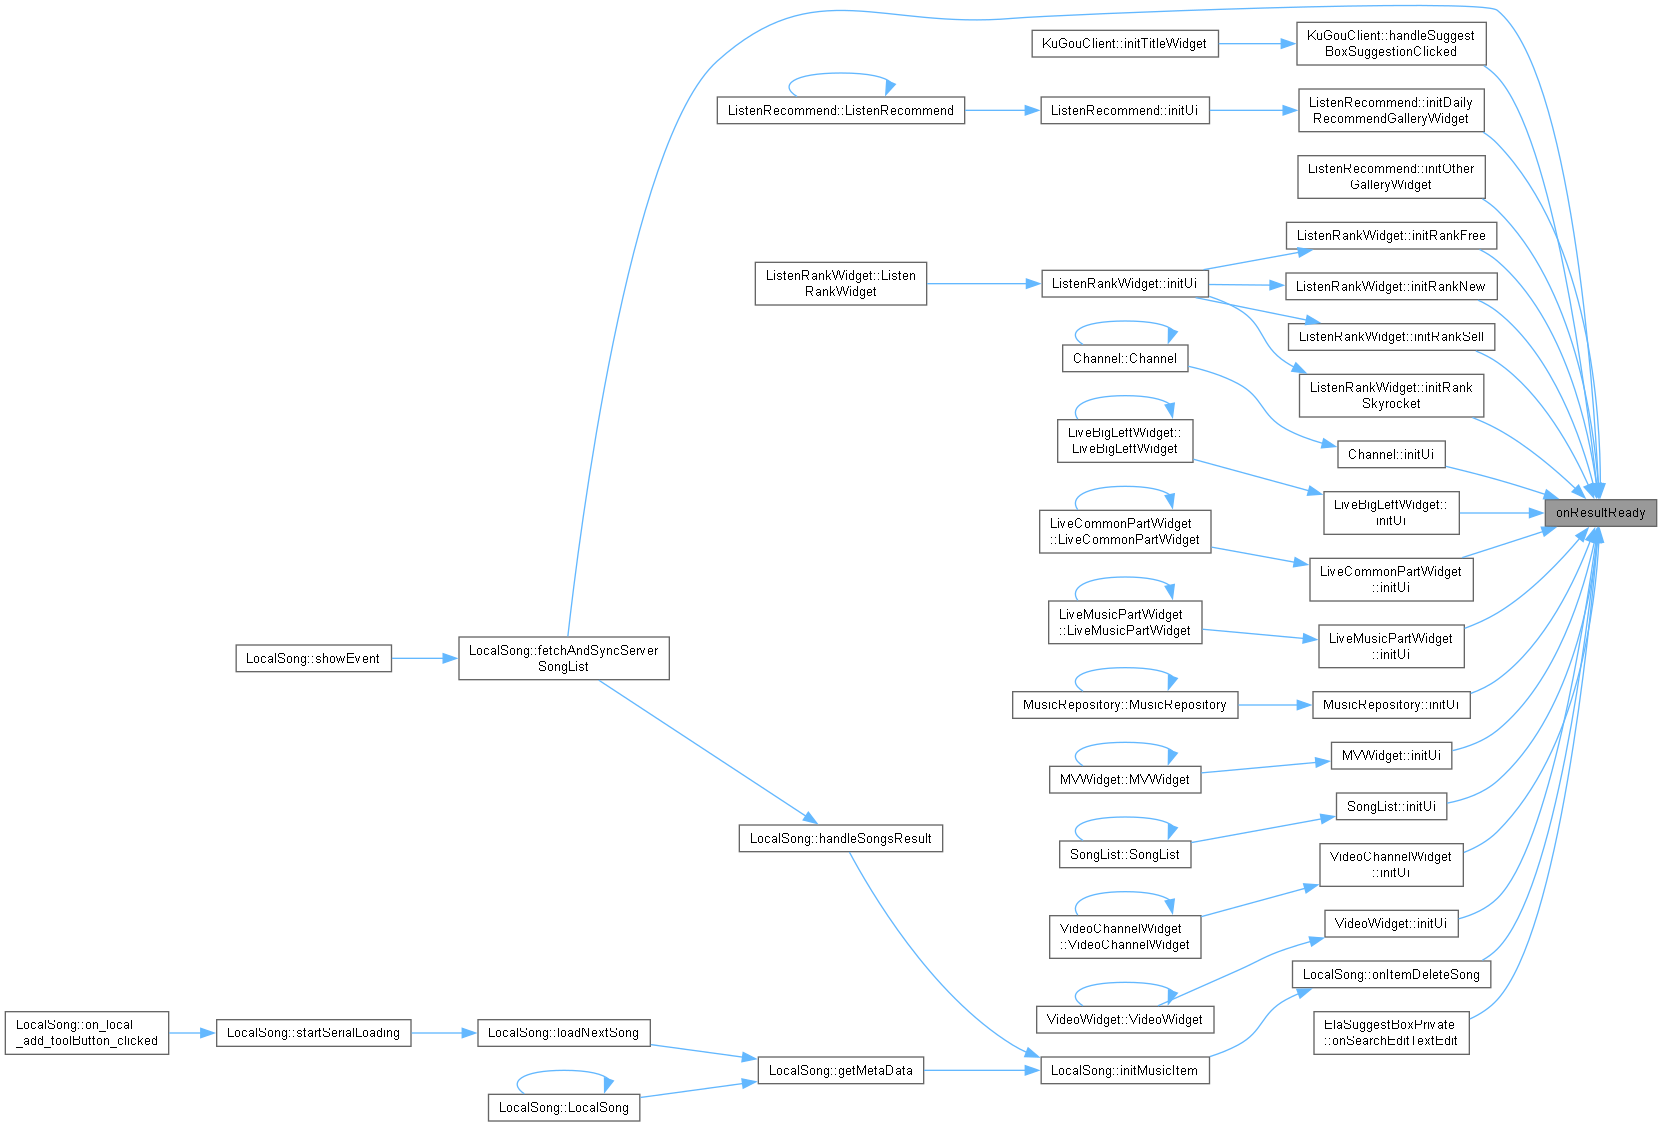 KuGouClient::handleSuggest
BoxSuggestionClicked
KuGouClient::initTitleWidget
ListenRecommend::initDaily
RecommendGalleryWidget
ListenRecommend::initUi
ListenRecommend::ListenRecommend
ListenRecommend::initOther
GalleryWidget
ListenRankWidget::initRankFree
ListenRankWidget::Listen
RankWidget
ListenRankWidget::initUi
ListenRankWidget::initRankNew
ListenRankWidget::initRankSell
Channel::Channel
ListenRankWidget::initRank
Skyrocket
LiveBigLeftWidget::
LiveBigLeftWidget
Channel::initUi
LiveBigLeftWidget::
initUi
onResultReady
LiveCommonPartWidget
::LiveCommonPartWidget
LiveCommonPartWidget
::initUi
LiveMusicPartWidget
::LiveMusicPartWidget
LiveMusicPartWidget
::initUi
LocalSong::showEvent
LocalSong::fetchAndSyncServer
SongList
MusicRepository::MusicRepository
MusicRepository::initUi
MVWidget::MVWidget
MVWidget::initUi
SongList::initUi
LocalSong::handleSongsResult
SongList::SongList
VideoChannelWidget
::initUi
VideoChannelWidget
::VideoChannelWidget
VideoWidget::initUi
LocalSong::onItemDeleteSong
VideoWidget::VideoWidget
ElaSuggestBoxPrivate
::onSearchEditTextEdit
LocalSong::on_local
_add_toolButton_clicked
LocalSong::startSerialLoading
LocalSong::loadNextSong
LocalSong::getMetaData
LocalSong::initMusicItem
LocalSong::LocalSong